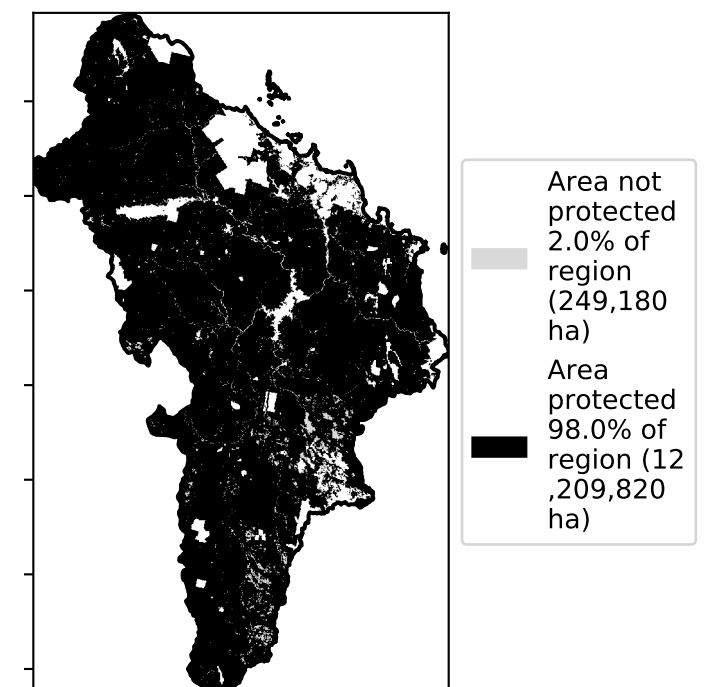 Area not
protected
2.0% of
region
(249,180
ha)
Area
protected
98.0% of
region (12
,209,820
ha)